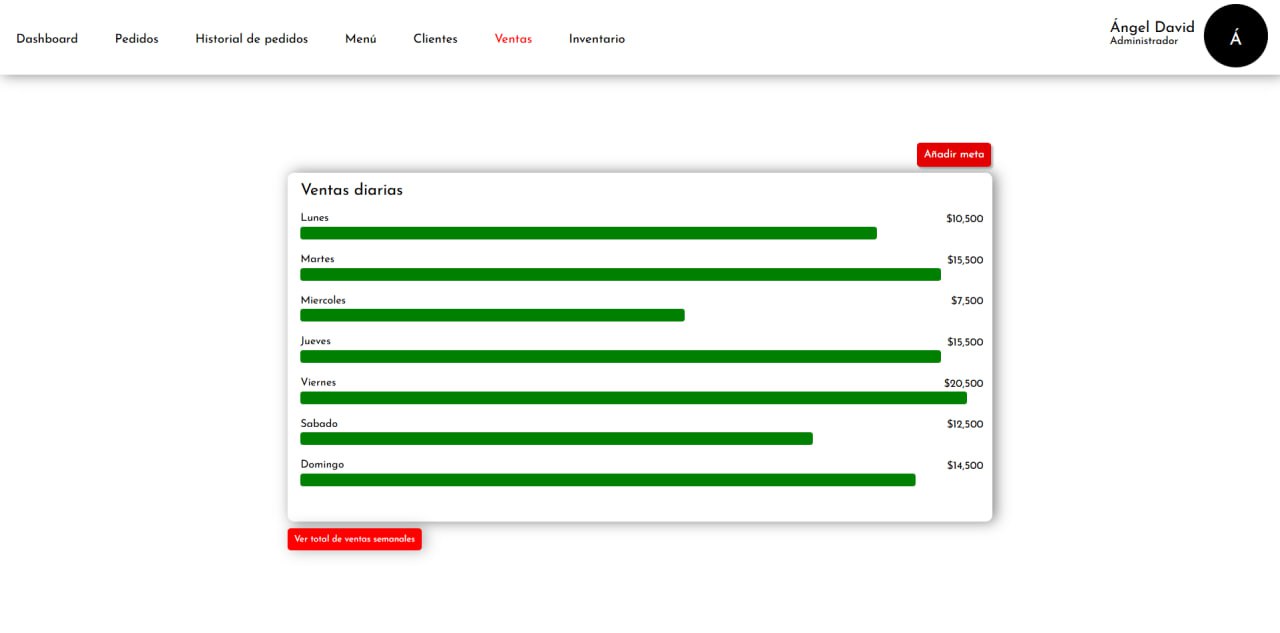 Dashboard Pedidos Historial de pedidos Menú Clientes Ventas Inventario
Ángel David
Administrador
Á
Añadir meta
Ventas diarias
Lunes $10,500
Martes $15,500
Miercoles $7,500
Jueves $15,500
Viernes $20,500
Sabado $12,500
Domingo $14,500
Ver total de ventas semanales